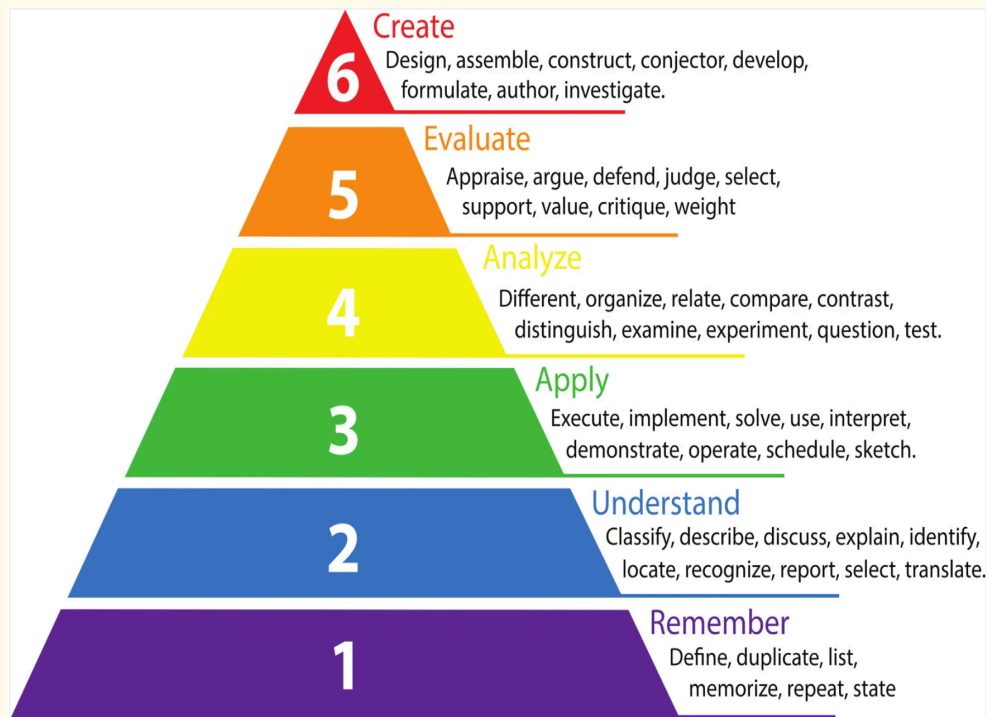 Create
6
Design, assemble, construct, conjector, develop,
formulate, author, investigate.
Evaluate
5
Appraise, argue, defend, judge, select,
support, value, critique, weight
Analyze
4
Different, organize, relate, compare, contrast,
distinguish, examine, experiment, question, test.
Apply
3
Execute, implement, solve, use, interpret,
demonstrate, operate, schedule, sketch.
Understand
2
Classify, describe, discuss, explain, identify,
locate, recognize, report, select, translate.
Remember
1
Define, duplicate, list,
memorize, repeat, state